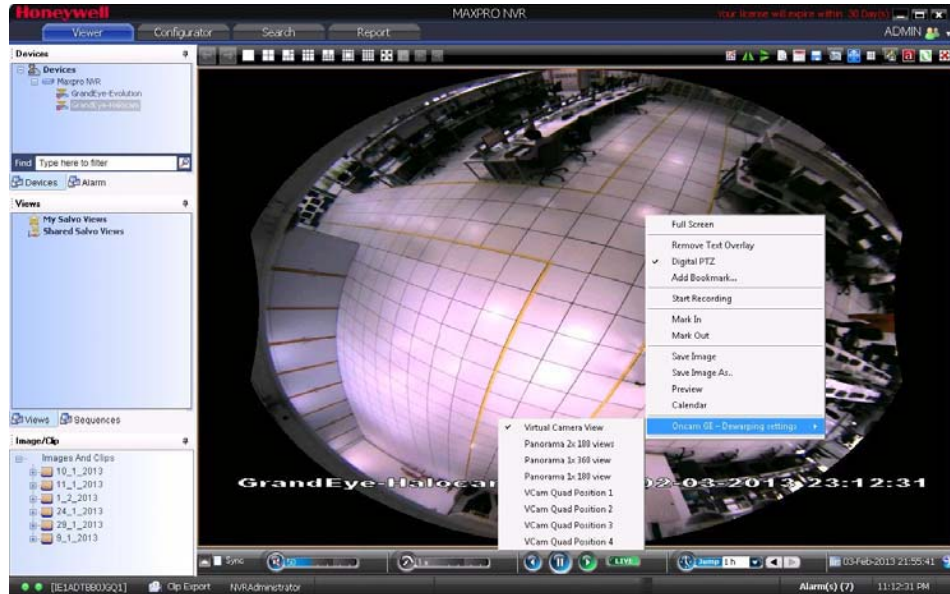 Honeywell
MAXPRO NVR
Your license will expire within 30 Day(s)
Viewer
Configurator
Search
Report
ADMIN
Devices
Devices
Maxpro NVR
GrandEye-Evolution
GrandEye-Halocam
Find
Type here to filter
Devices
Alarm
Views
My Salvo Views
Shared Salvo Views
Views
Sequences
Image/Clip
Images And Clips
10_1_2013
11_1_2013
1_2_2013
24_1_2013
29_1_2013
9_1_2013
Full Screen
Remove Text Overlay
Digital PTZ
Add Bookmark...
Start Recording
Mark In
Mark Out
Save Image
Save Image As..
Preview
Calendar
Oncam GE - Dewarping settings
Virtual Camera View
Panorama 2x 180 views
Panorama 1x 360 view
Panorama 1x 180 view
VCam Quad Position 1
VCam Quad Position 2
VCam Quad Position 3
VCam Quad Position 4
GrandEye-Halocam
02-03-2013 23:12:31
Sync
50
1 x
LIVE
Jump
1 h
03-Feb-2013 21:55:41
Clip Export
NVRAdministrator
Alarm(s) (7)
11:12:31 PM